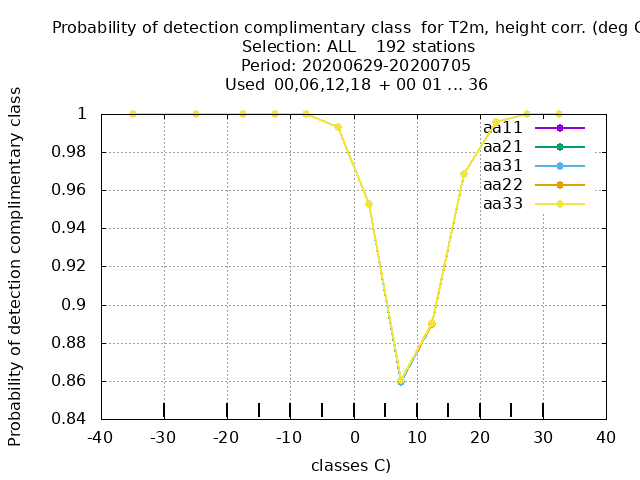 Probability of detection complimentary class for T2m, height corr. (deg C
Selection: ALL 192 stations
Period: 20200629-20200705
Used 00,06,12,18 + 00 01 ... 36
Probability of detection complimentary class
1
0.98
0.96
0.94
0.92
0.9
0.88
0.86
0.84
aa11
aa21
aa31
aa22
aa33
-40 -30 -20 -10 0 10 20 30 40
classes C)